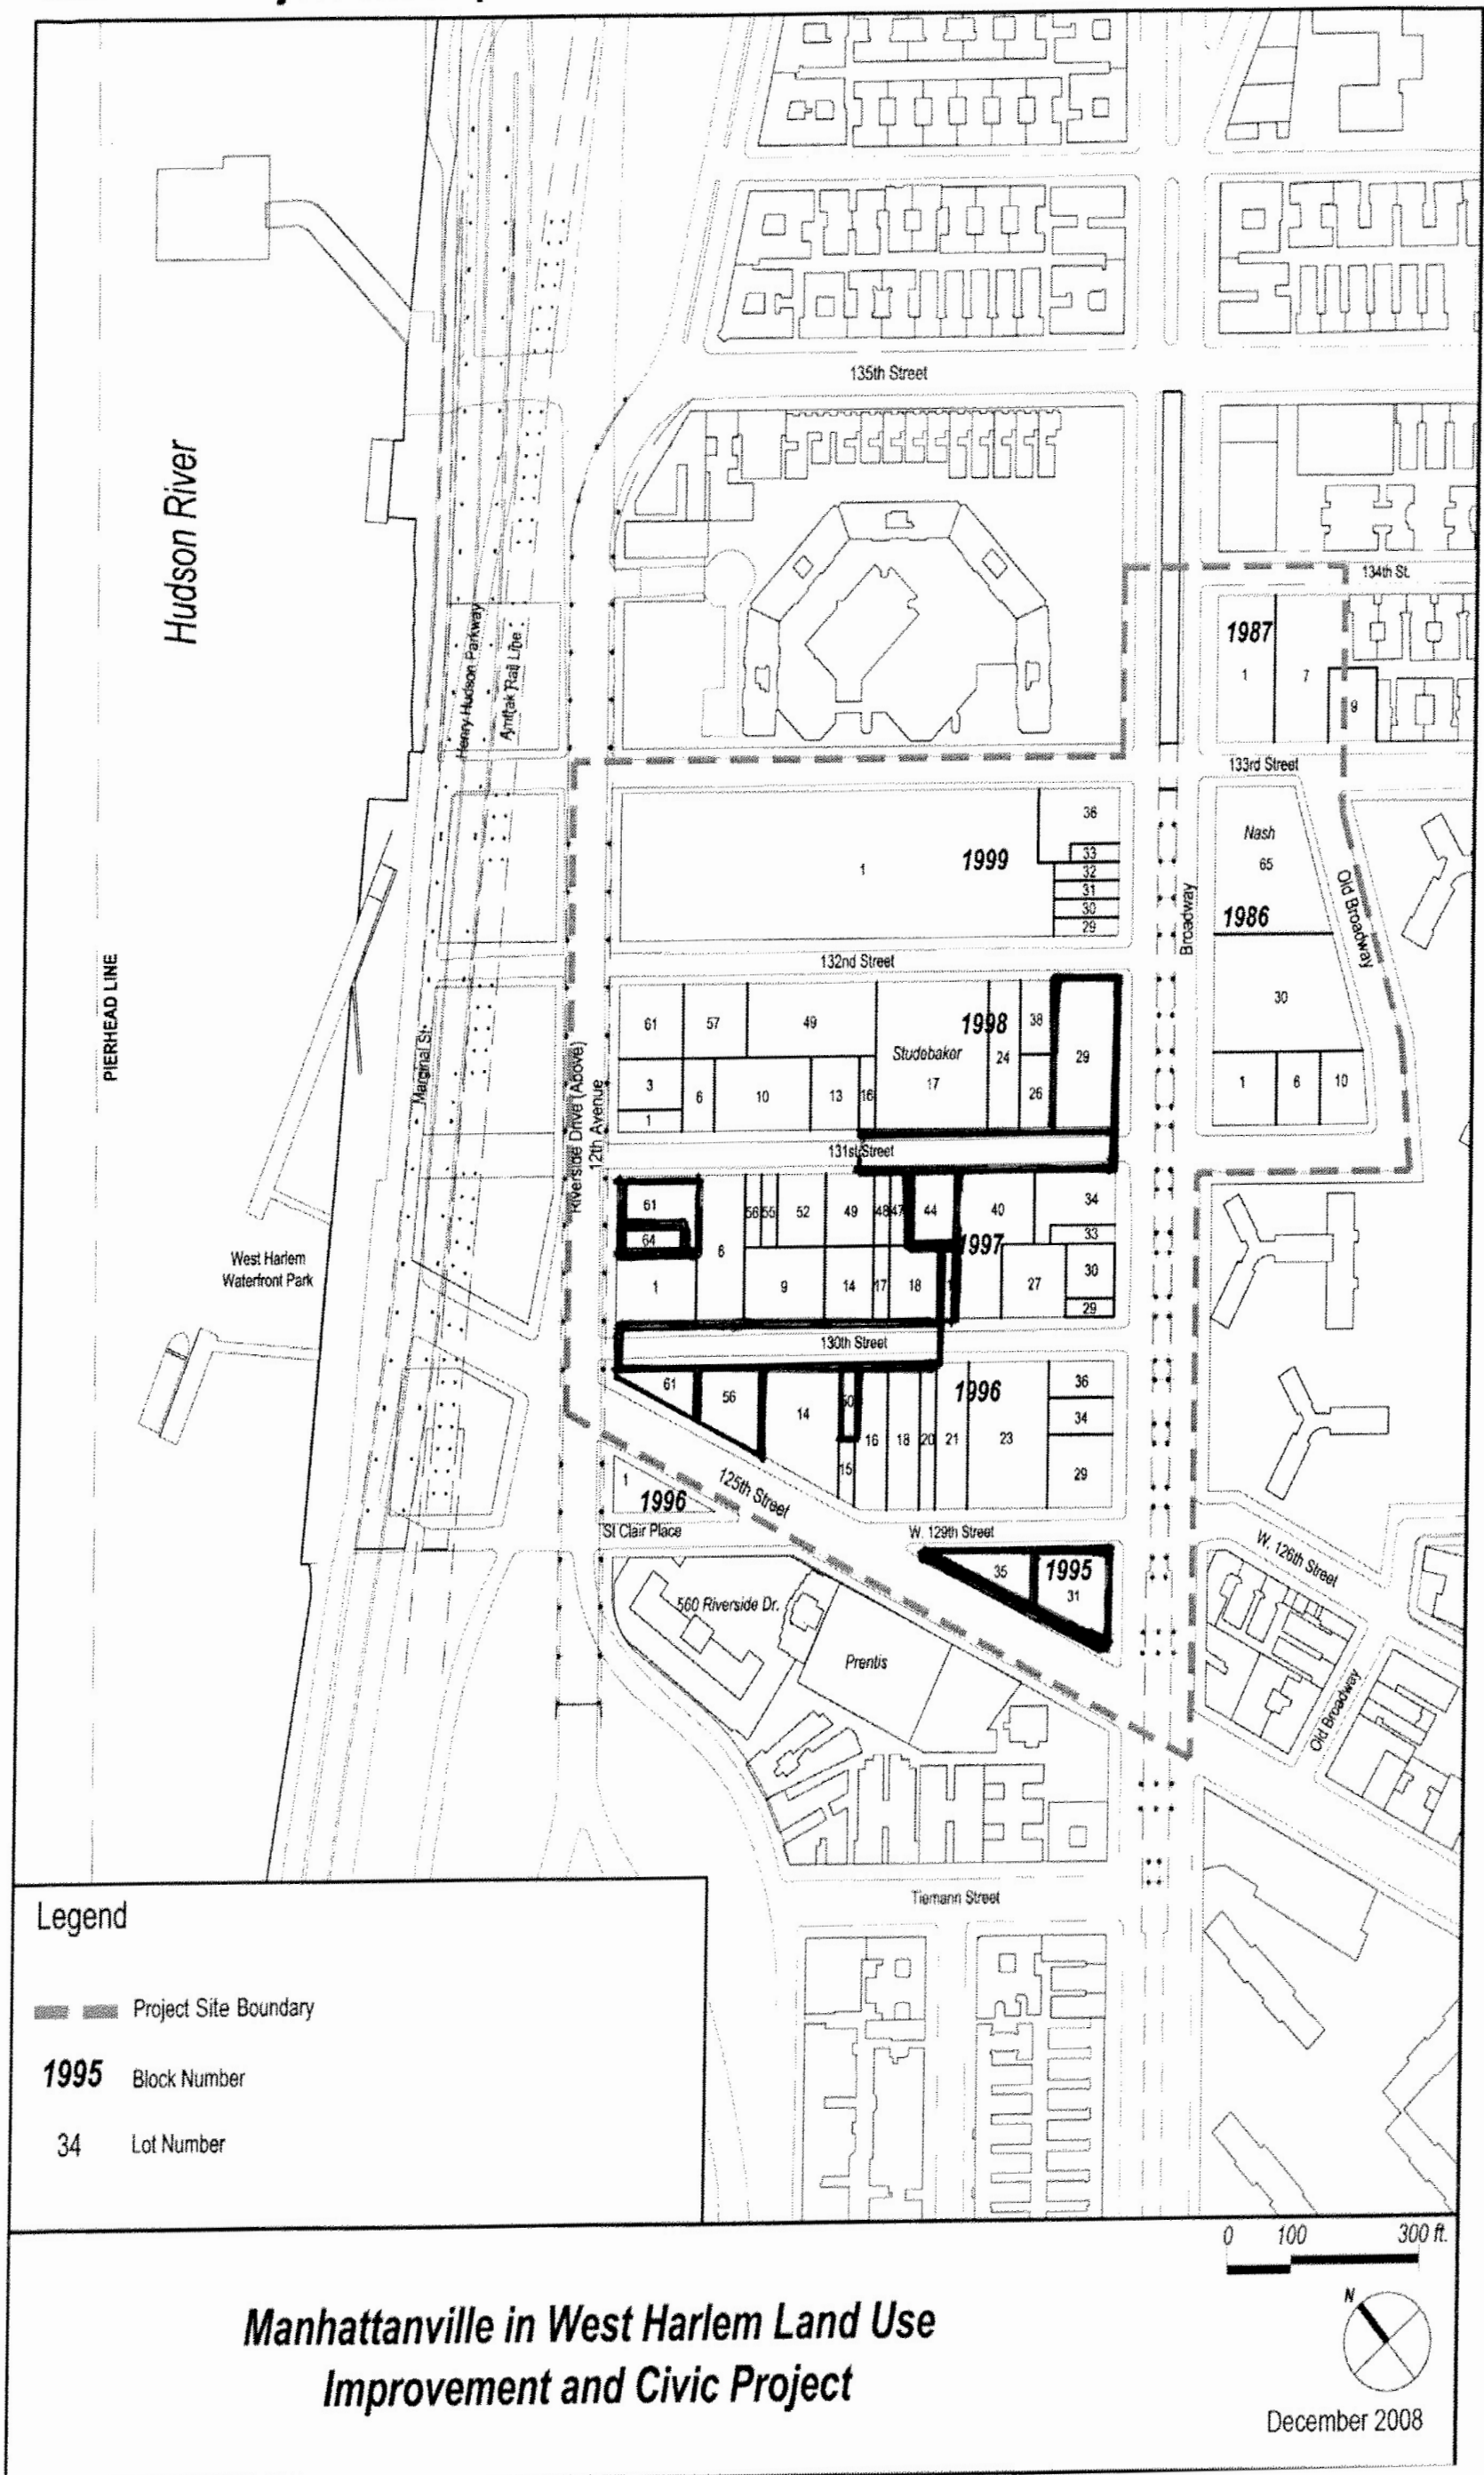 135th Street
Hudson River
134th St.
1987
1
7
9
Henry Hudson Parkway
Amtrak Rail Line
133rd Street
36
Nash
65
1
1999
33
32
31
30
29
Broadway
Old Broadway
1986
PIERHEAD LINE
132nd Street
30
61
57
49
1998
38
Studebaker
17
24
29
3
6
10
13
16
26
1
1
6
10
Marginal St.
Riverside Drive (Above)
12th Avenue
131st Street
61
56
55
52
49
48
47
44
40
34
33
64
6
1997
West Harlem
Waterfront Park
1
9
14
17
18
27
30
29
130th Street
61
56
14
1996
36
34
16
18
20
21
23
15
29
125th Street
1
1996
St Clair Place
W. 129th Street
W. 126th Street
35
1995
31
560 Riverside Dr.
Prentis
Old Broadway
Tiemann Street
Legend
Project Site Boundary
1995 Block Number
34 Lot Number
0 100 300 ft.
Manhattanville in West Harlem Land Use
Improvement and Civic Project
N
December 2008